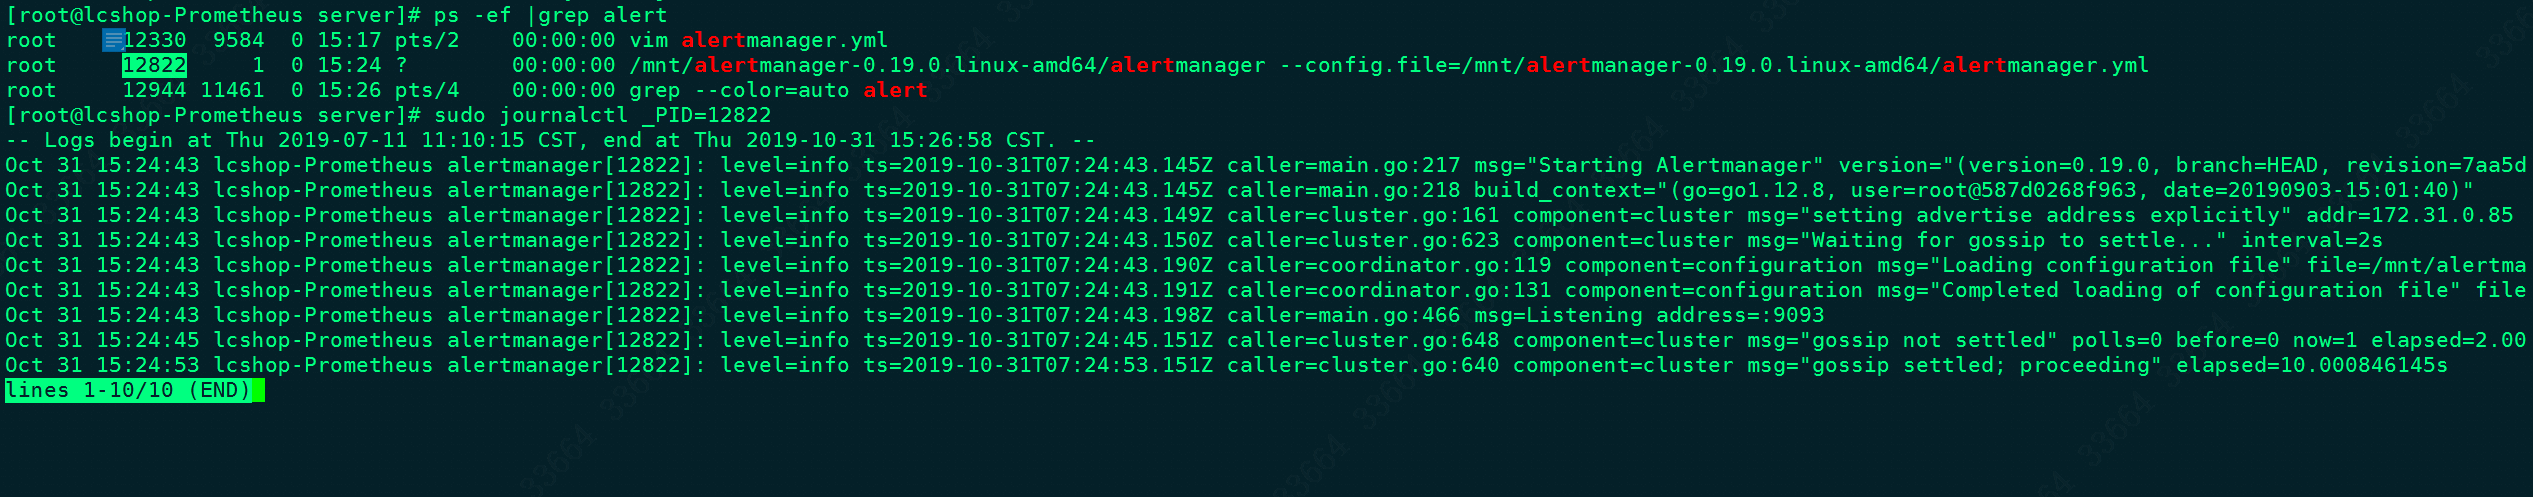 [root@lcshop-Prometheus server]# ps -ef |grep alert
root     12330  9584  0 15:17 pts/2    00:00:00 vim alertmanager.yml
root     12822     1  0 15:24 ?        00:00:00 /mnt/alertmanager-0.19.0.linux-amd64/alertmanager --config.file=/mnt/alertmanager-0.19.0.linux-amd64/alertmanager.yml
root     12944 11461  0 15:26 pts/4    00:00:00 grep --color=auto alert
[root@lcshop-Prometheus server]# sudo journalctl _PID=12822
-- Logs begin at Thu 2019-07-11 11:10:15 CST, end at Thu 2019-10-31 15:26:58 CST. --
Oct 31 15:24:43 lcshop-Prometheus alertmanager[12822]: level=info ts=2019-10-31T07:24:43.145Z caller=main.go:217 msg="Starting Alertmanager" version="(version=0.19.0, branch=HEAD, revision=7aa5d
Oct 31 15:24:43 lcshop-Prometheus alertmanager[12822]: level=info ts=2019-10-31T07:24:43.145Z caller=main.go:218 build_context="(go=go1.12.8, user=root@587d0268f963, date=20190903-15:01:40)"
Oct 31 15:24:43 lcshop-Prometheus alertmanager[12822]: level=info ts=2019-10-31T07:24:43.149Z caller=cluster.go:161 component=cluster msg="setting advertise address explicitly" addr=172.31.0.85
Oct 31 15:24:43 lcshop-Prometheus alertmanager[12822]: level=info ts=2019-10-31T07:24:43.150Z caller=cluster.go:623 component=cluster msg="Waiting for gossip to settle..." interval=2s
Oct 31 15:24:43 lcshop-Prometheus alertmanager[12822]: level=info ts=2019-10-31T07:24:43.190Z caller=coordinator.go:119 component=configuration msg="Loading configuration file" file=/mnt/alertma
Oct 31 15:24:43 lcshop-Prometheus alertmanager[12822]: level=info ts=2019-10-31T07:24:43.191Z caller=coordinator.go:131 component=configuration msg="Completed loading of configuration file" file
Oct 31 15:24:43 lcshop-Prometheus alertmanager[12822]: level=info ts=2019-10-31T07:24:43.198Z caller=main.go:466 msg=Listening address=:9093
Oct 31 15:24:45 lcshop-Prometheus alertmanager[12822]: level=info ts=2019-10-31T07:24:45.151Z caller=cluster.go:648 component=cluster msg="gossip not settled" polls=0 before=0 now=1 elapsed=2.00
Oct 31 15:24:53 lcshop-Prometheus alertmanager[12822]: level=info ts=2019-10-31T07:24:53.151Z caller=cluster.go:640 component=cluster msg="gossip settled; proceeding" elapsed=10.000846145s
lines 1-10/10 (END)